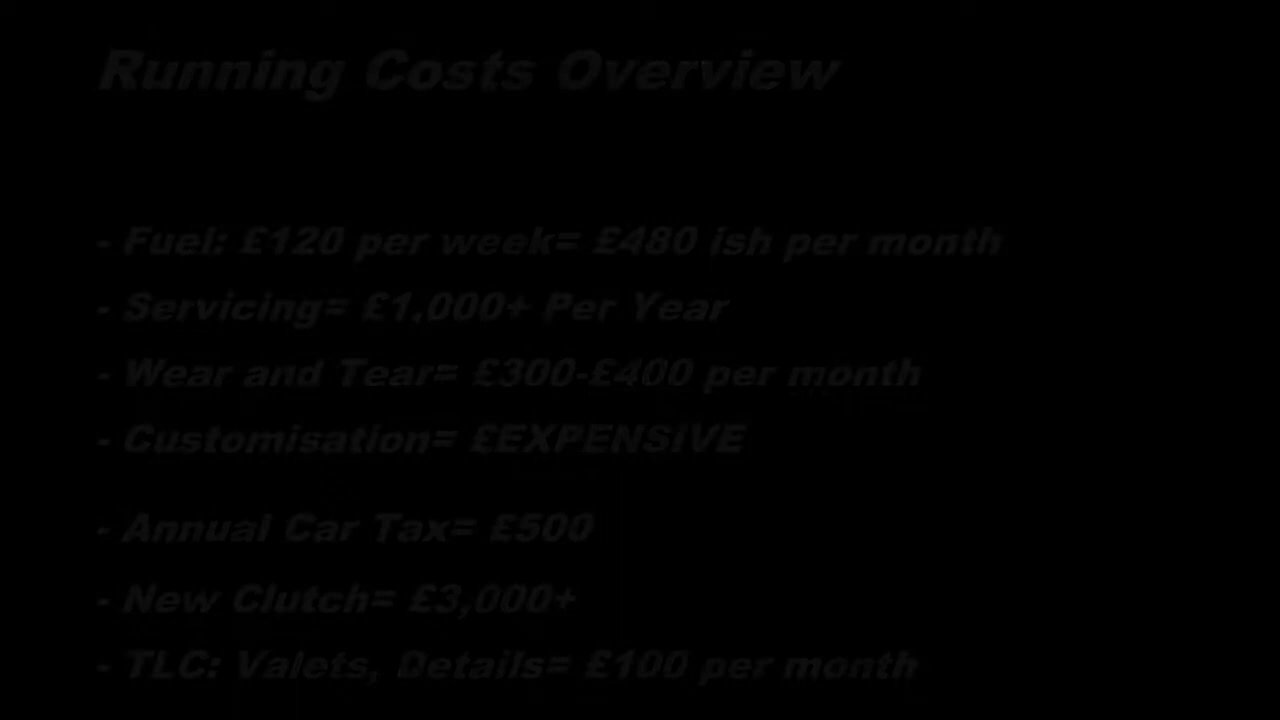 Running Costs Overview
- Fuel: £120 per week= £480 ish per month
- Servicing= £1,000+ Per Year
- Wear and Tear= £300-£400 per month
- Customisation= £EXPENSIVE
- Annual Car Tax= £500
- New Clutch= £3,000+
- TLC: Valets, Details= £100 per month